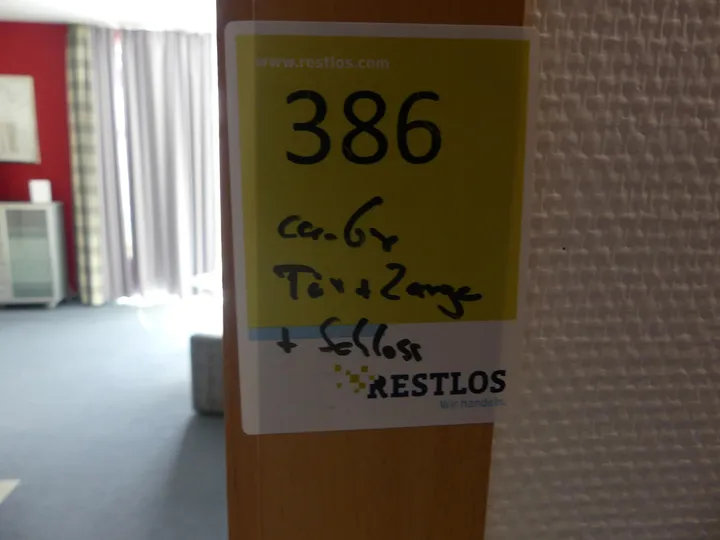 www.restlos.com
386
ca. 6x
Tür + Zarge
+ Schloss
RESTLOS
Wir handeln.